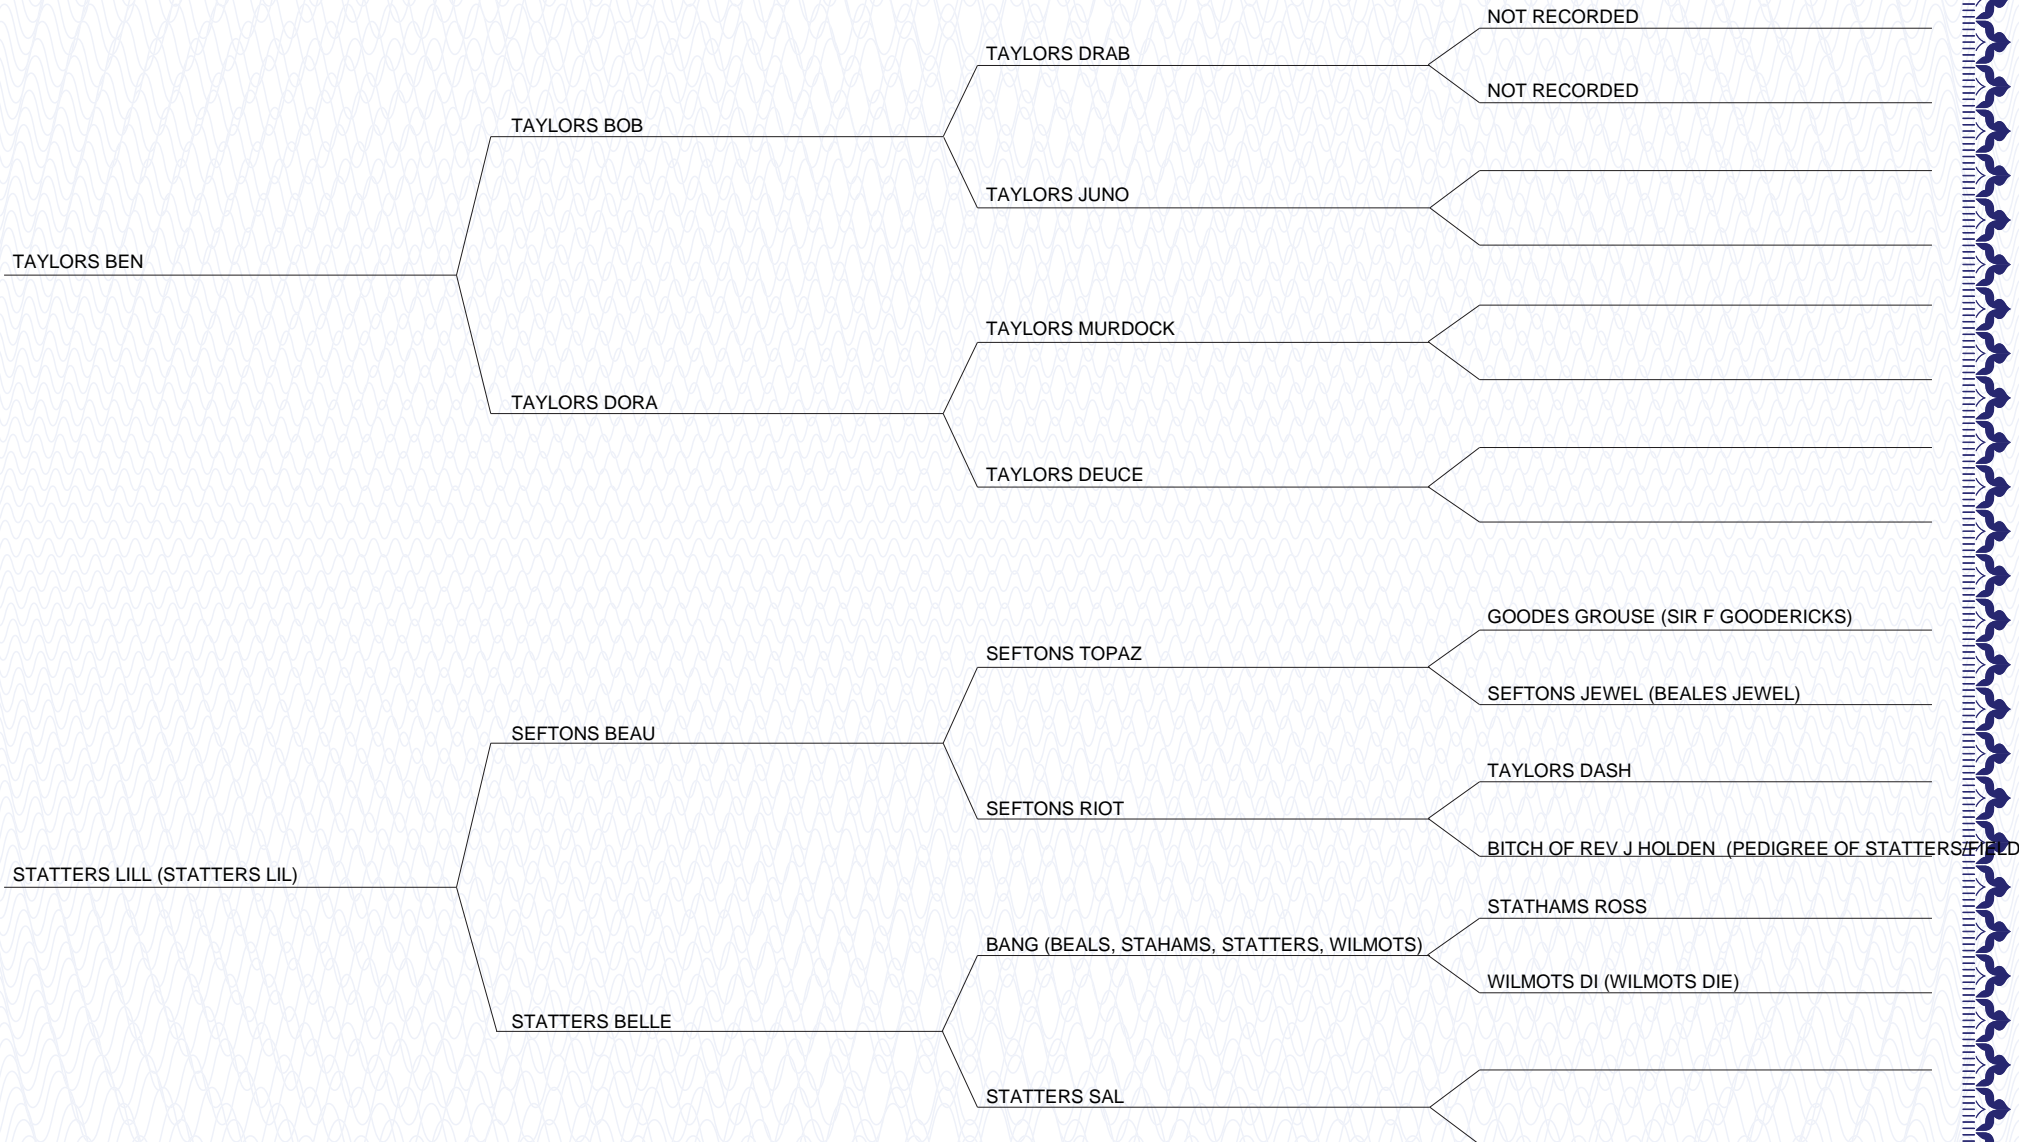 NOT RECORDED
TAYLORS DRAB
NOT RECORDED
TAYLORS BOB
TAYLORS JUNO
TAYLORS BEN
TAYLORS MURDOCK
TAYLORS DORA
TAYLORS DEUCE
GOODES GROUSE (SIR F GOODERICKS)
SEFTONS TOPAZ
SEFTONS JEWEL (BEALES JEWEL)
SEFTONS BEAU
TAYLORS DASH
SEFTONS RIOT
BITCH OF REV J HOLDEN (PEDIGREE OF STATTERS/FIELD
STATTERS LILL (STATTERS LIL)
STATHAMS ROSS
BANG (BEALS, STAHAMS, STATTERS, WILMOTS)
WILMOTS DI (WILMOTS DIE)
STATTERS BELLE
STATTERS SAL